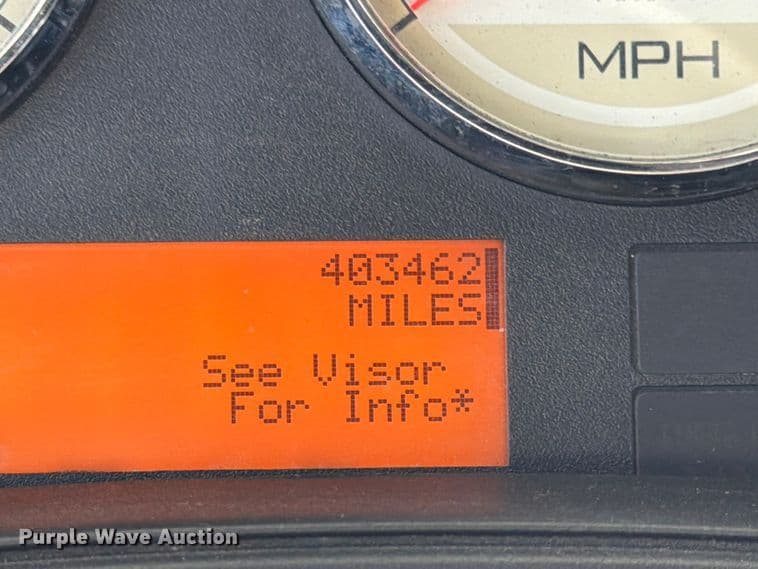 MPH
403462
MILES
See Visor
For Info*
Purple Wave Auction